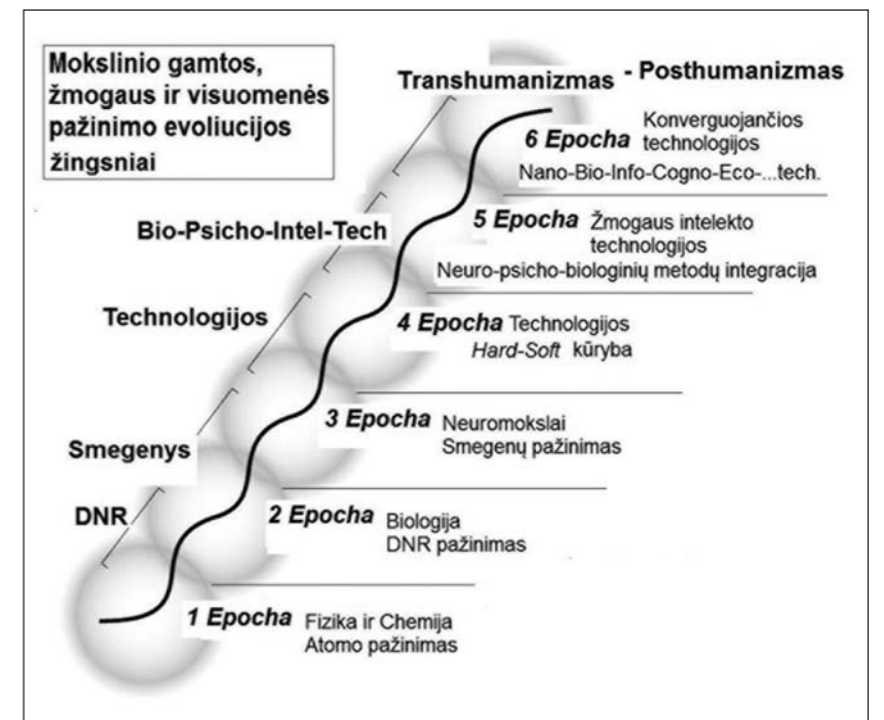 Mokslinio gamtos,
žmogaus ir visuomenės
pažinimo evoliucijos
žingsniai
Transhumanizmas - Posthumanizmas
6 Epocha Konverguojančios
technologijos
Nano-Bio-Info-Cogno-Eco-...tech.
Bio-Psicho-Intel-Tech
5 Epocha Žmogaus intelekto
technologijos
Neuro-psicho-biologinių metodų integracija
Technologijos
4 Epocha Technologijos
Hard-Soft kūryba
Smegenys
3 Epocha Neuromokslai
Smegenų pažinimas
DNR
2 Epocha Biologija
DNR pažinimas
1 Epocha Fizika ir Chemija
Atomo pažinimas